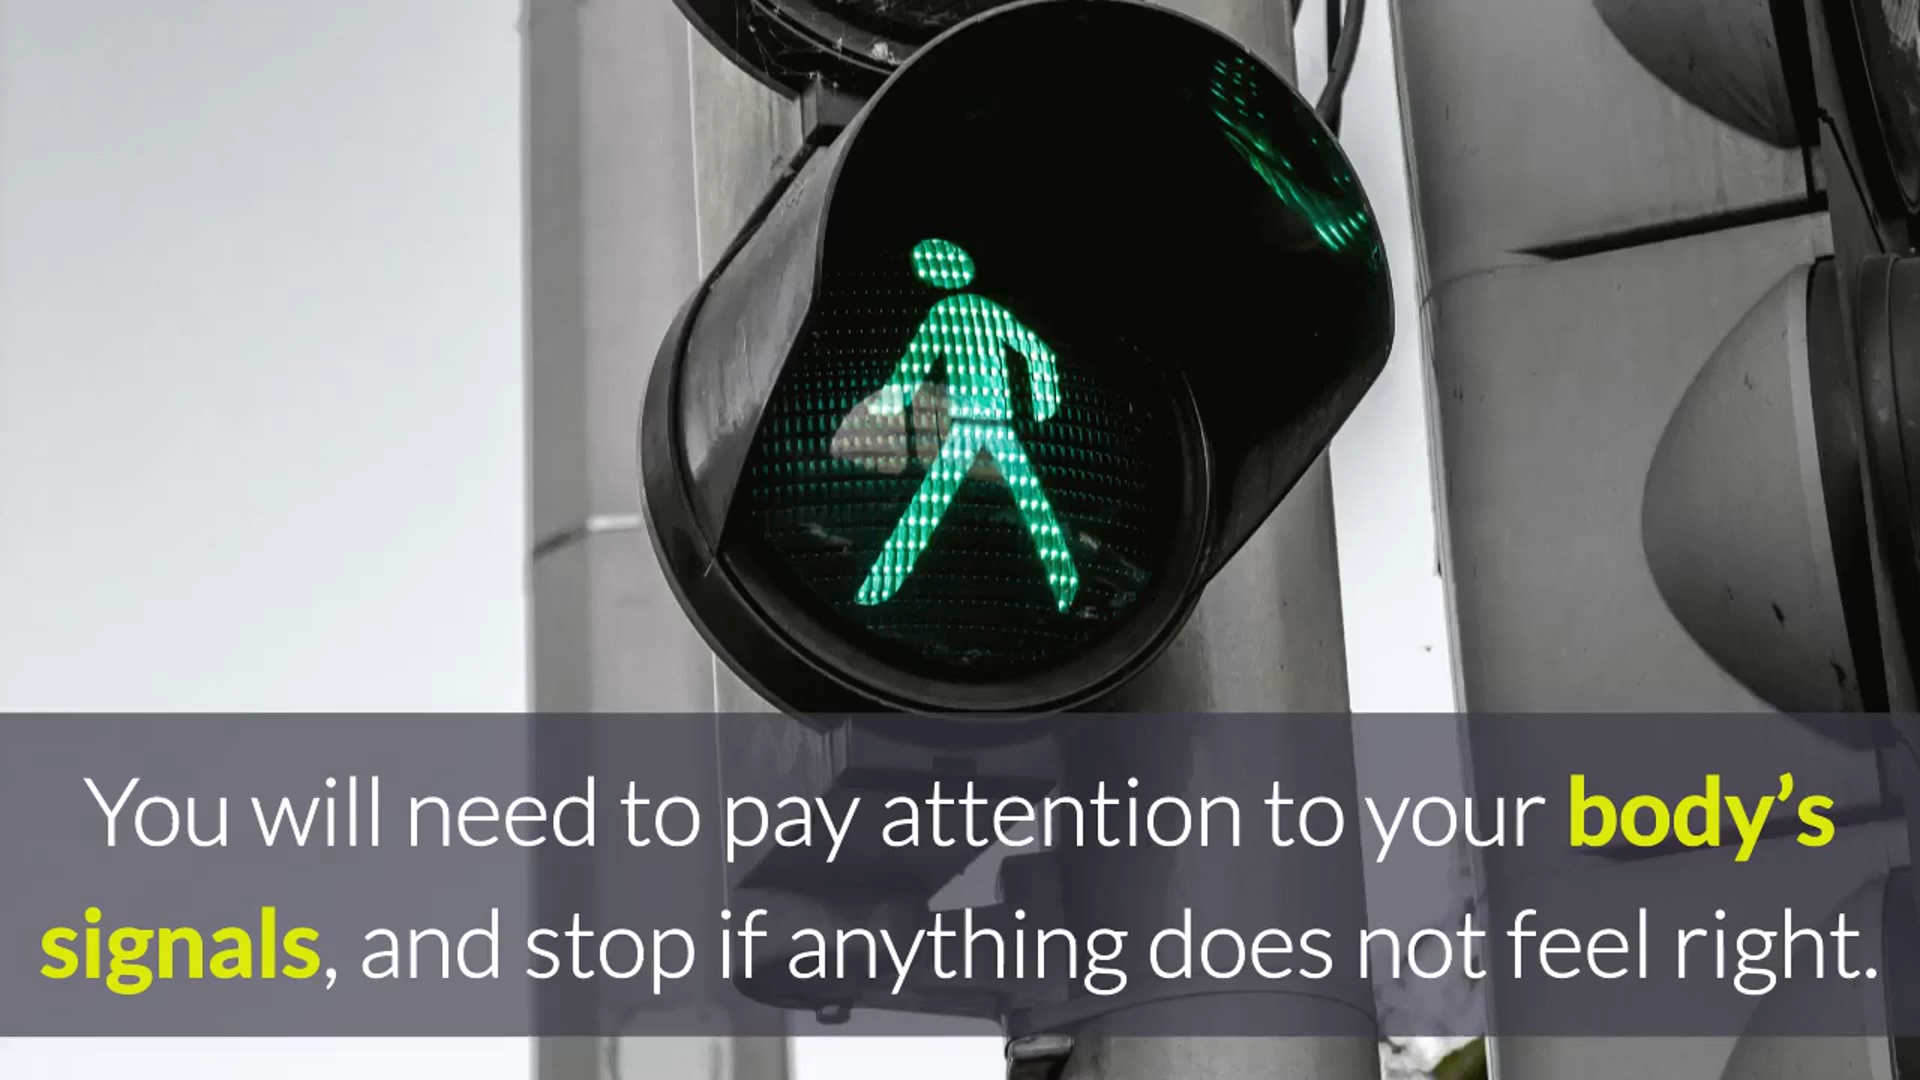 You will need to pay attention to your body’s
signals, and stop if anything does not feel right.